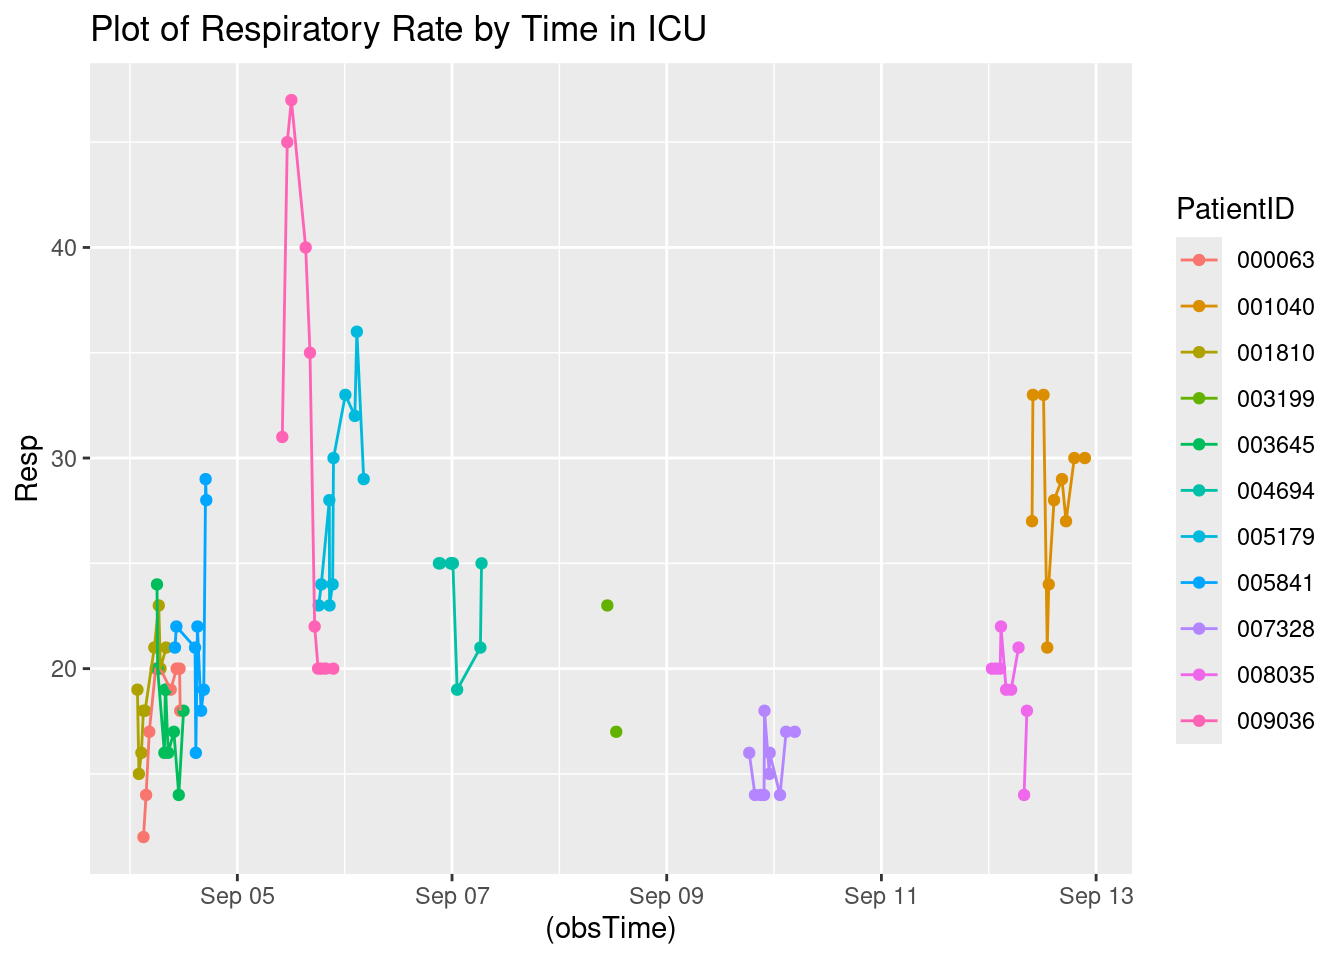 Plot of Respiratory Rate by Time in ICU
Resp
40
30
20
Sep 05 Sep 07 Sep 09 Sep 11 Sep 13
(obsTime)
PatientID
000063
001040
001810
003199
003645
004694
005179
005841
007328
008035
009036